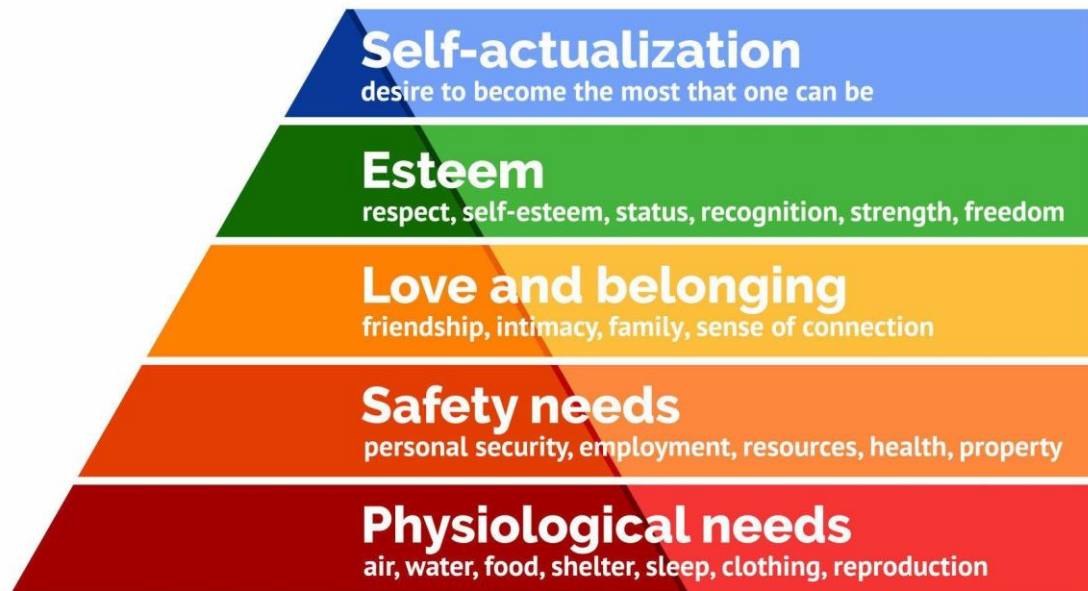 Self-actualization
desire to become the most that one can be
Esteem
respect, self-esteem, status, recognition, strength, freedom
Love and belonging
friendship, intimacy, family, sense of connection
Safety needs
personal security, employment, resources, health, property
Physiological needs
air, water, food, shelter, sleep, clothing, reproduction